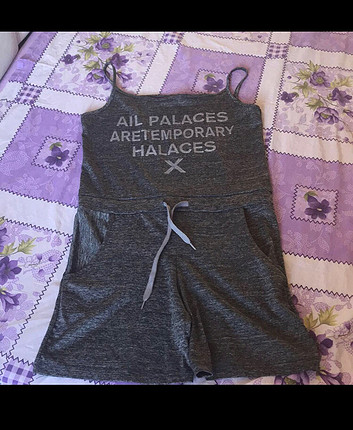 AIL PALACES
ARETEMPORARY
HALACES
X